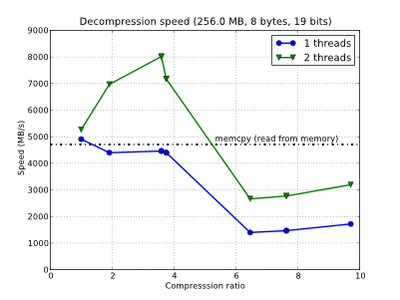 Decompression speed (256.0 MB, 8 bytes, 19 bits)
9000
8000
7000
6000
5000
4000
3000
2000
1000
0
Speed (MB/s)
1 threads
2 threads
memcpy (read from memory)
0
2
4
6
8
10
Compresssion ratio